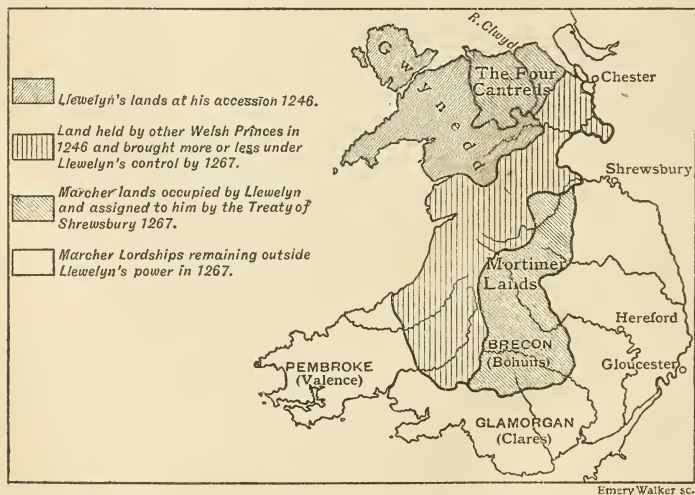 R. Clwyd
Gwynedd
The Four
Cantreds
Chester
Llewelyn's lands at his accession 1246.
Land held by other Welsh Princes in
1246 and brought more or less under
Llewelyn's control by 1267.
Shrewsbury
Marcher lands occupied by Llewelyn
and assigned to him by the Treaty of
Shrewsbury 1267.
Marcher Lordships remaining outside
Llewelyn's power in 1267.
Mortimer
Lands
Hereford
BRECON
(Bohuns)
Gloucester
PEMBROKE
(Valence)
GLAMORGAN
(Clares)
Emery Walker sc.